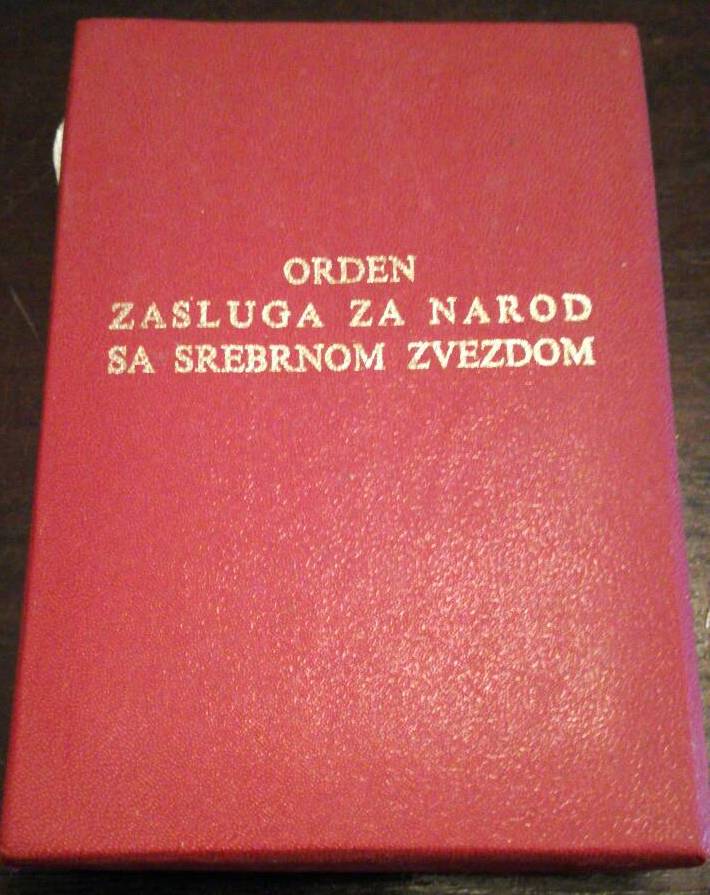 ORDEN
ZASLUGA ZA NAROD
SA SREBRNOM ZVEZDOM